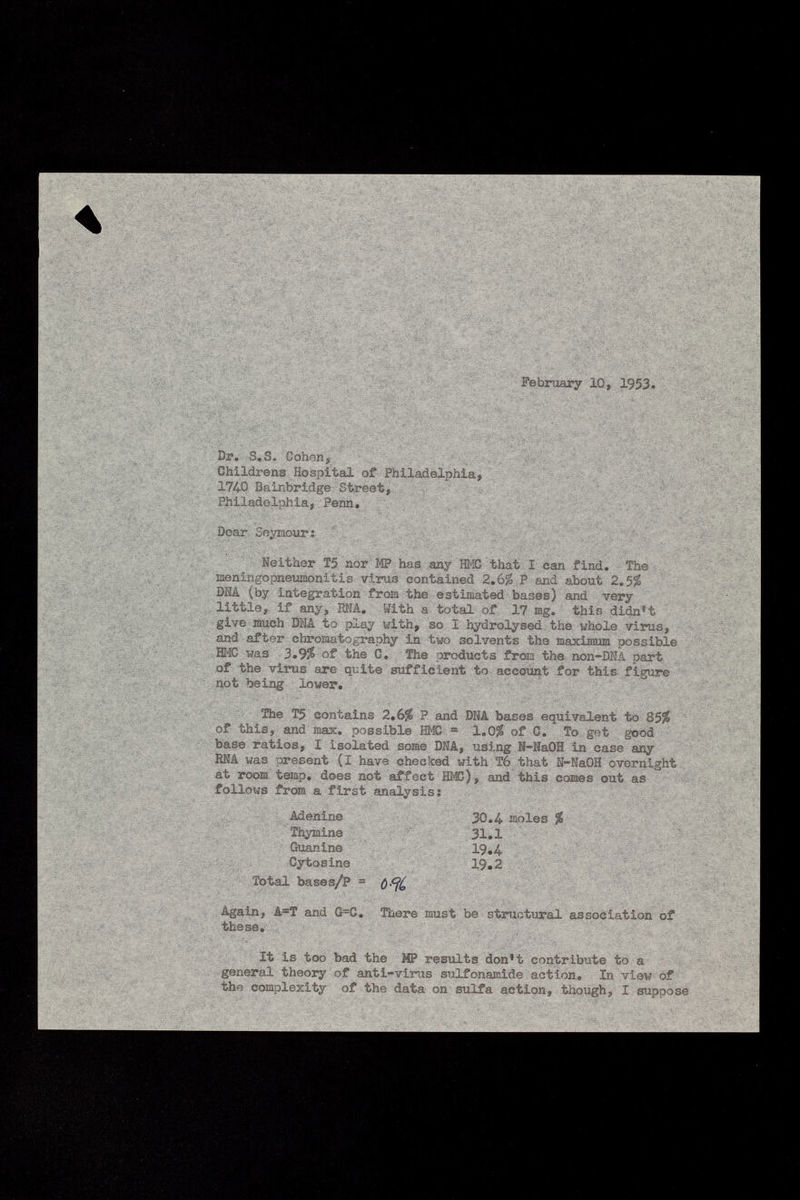 February 10, 1953.
Dr. S.S. Cohen,
Childrens Hospital of Philadelphia,
1740 Bainbridge Street,
Philadelphia, Penn.
Dear Seymour:
Neither T5 nor MP has any HMC that I can find. The
meningopneumonitis virus contained 2.6% P and about 2.5%
DNA (by integration from the estimated bases) and very
little, if any, RNA. With a total of 17 mg. this didn't
give much DNA to play with, so I hydrolysed the whole virus,
and after chromatography in two solvents the maximum possible
HMC was 3.9% of the C. The products from the non-DNA part
of the virus are quite sufficient to account for this figure
not being lower.
The T5 contains 2.6% P and DNA bases equivalent to 85%
of this, and max. possible HMC = 1.0% of C. To get good
base ratios, I isolated some DNA, using N-NaOH in case any
RNA was present (I have checked with T6 that N-NaOH overnight
at room temp. does not affect HMC), and this comes out as
follows from a first analysis:
Adenine 30.4 moles %
Thymine 31.1
Guanine 19.4
Cytosine 19.2
Total bases/P = 0.96
Again, A=T and G=C. There must be structural association of
these.
It is too bad the MP results don't contribute to a
general theory of anti-virus sulfonamide action. In view of
the complexity of the data on sulfa action, though, I suppose